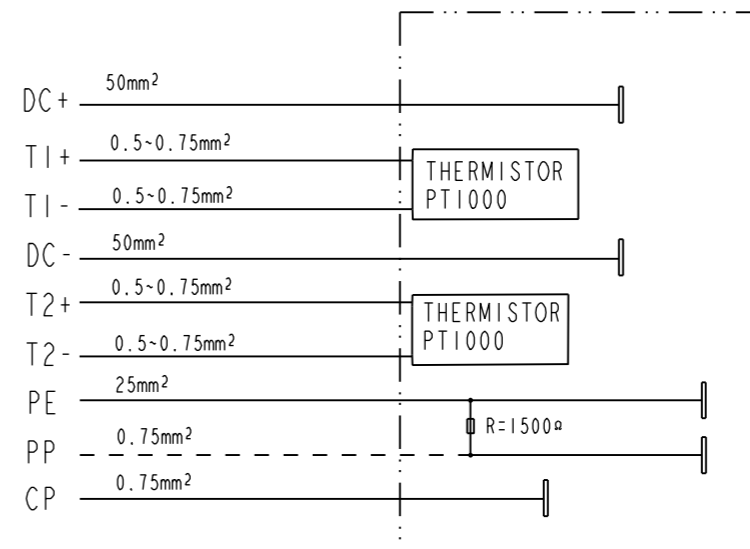 DC+ 50mm²
T1+ 0.5~0.75mm²
THERMISTOR
PT1000
T1- 0.5~0.75mm²
DC- 50mm²
T2+ 0.5~0.75mm²
THERMISTOR
PT1000
T2- 0.5~0.75mm²
PE 25mm²
R=1500Ω
PP 0.75mm²
CP 0.75mm²